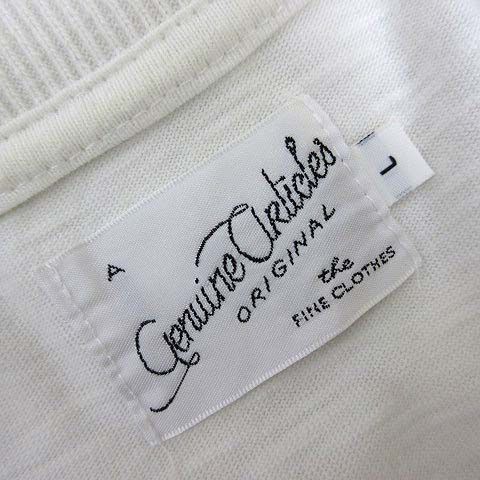 A
Genuine Articles
ORIGINAL
the
FINE CLOTHES
L